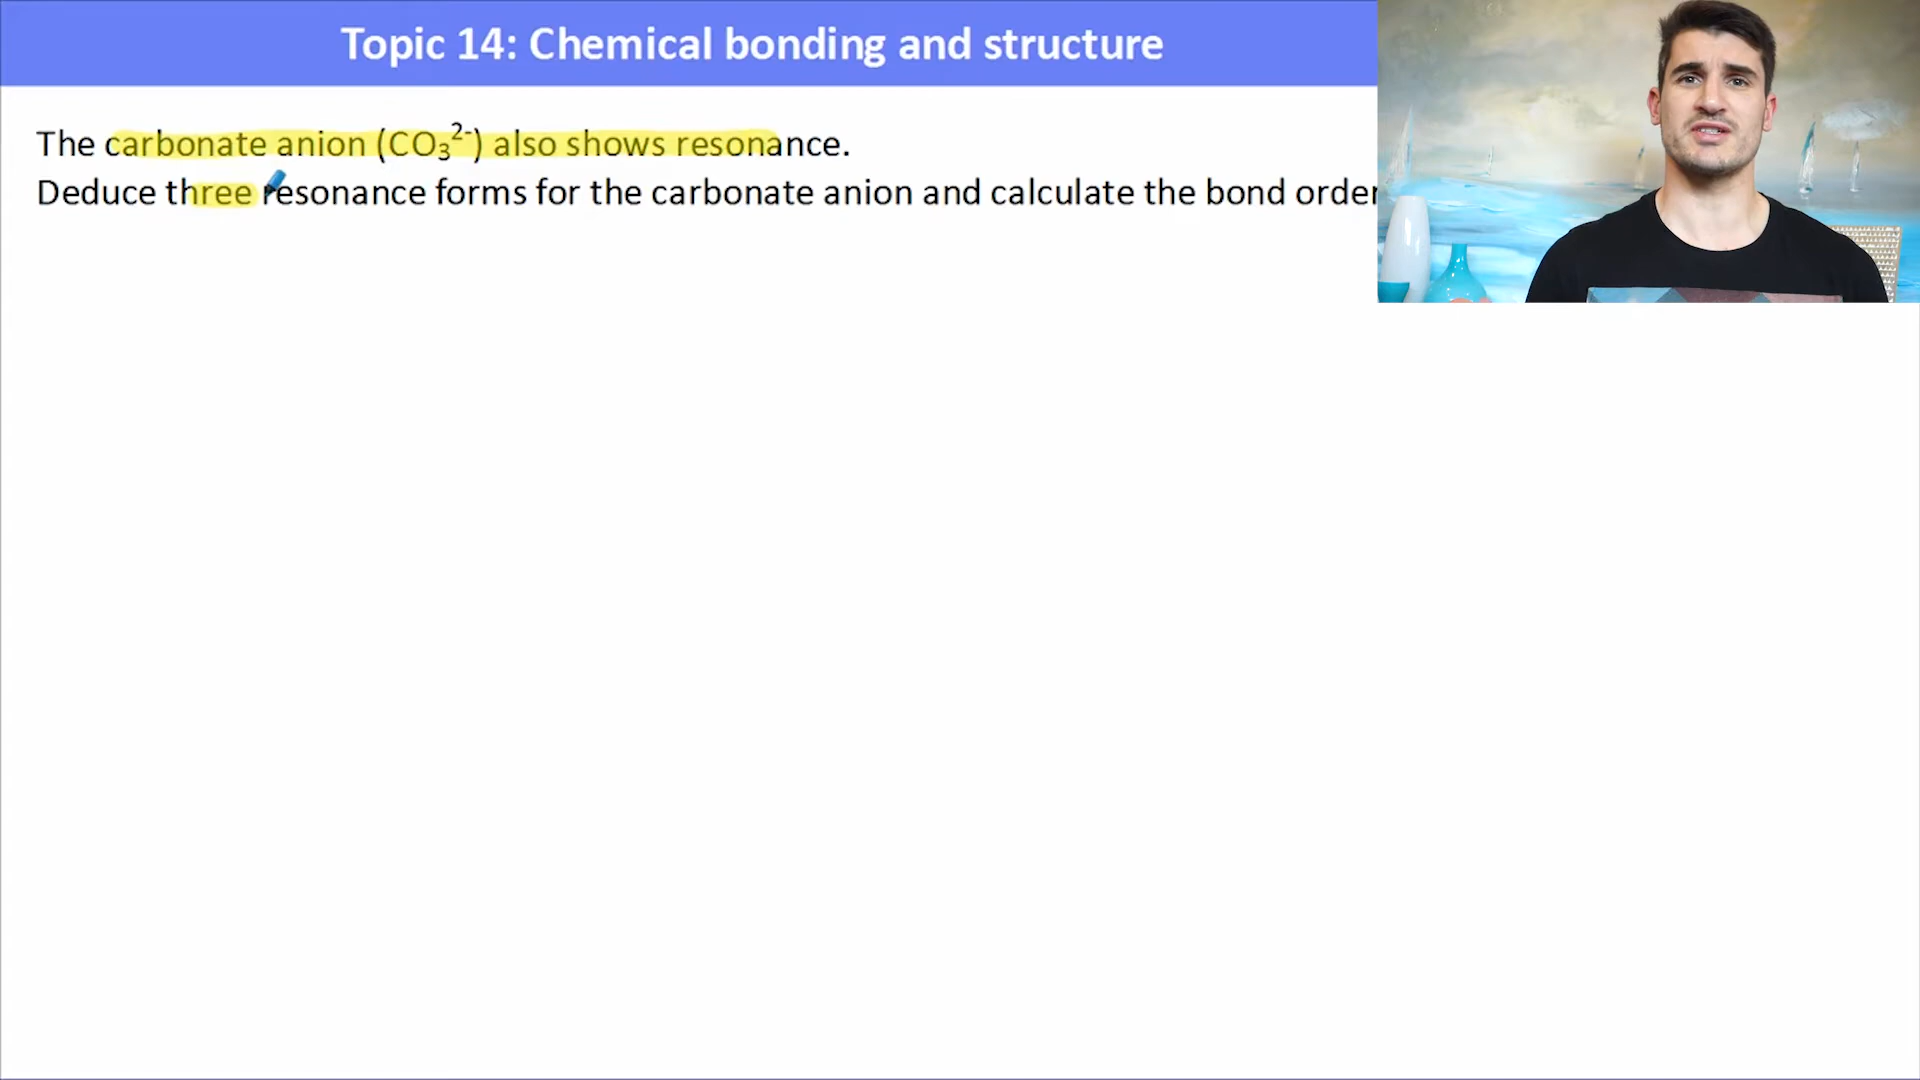 Topic 14: Chemical bonding and structure
The carbonate anion (CO₃²⁻) also shows resonance.
Deduce three resonance forms for the carbonate anion and calculate the bond order